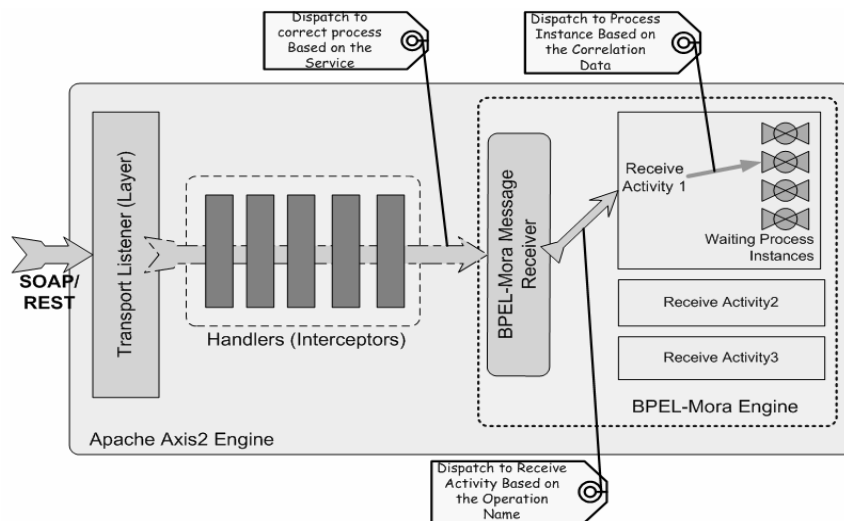 Dispatch to
correct process
Based on the
Service
Dispatch to Process
Instance Based on
the Correlation
Data
SOAP/
REST
Transport Listener (Layer)
Handlers (Interceptors)
BPEL-Mora Message
Receiver
Receive
Activity 1
Waiting Process
Instances
Receive Activity2
Receive Activity3
BPEL-Mora Engine
Apache Axis2 Engine
Dispatch to Receive
Activity Based on
the Operation
Name